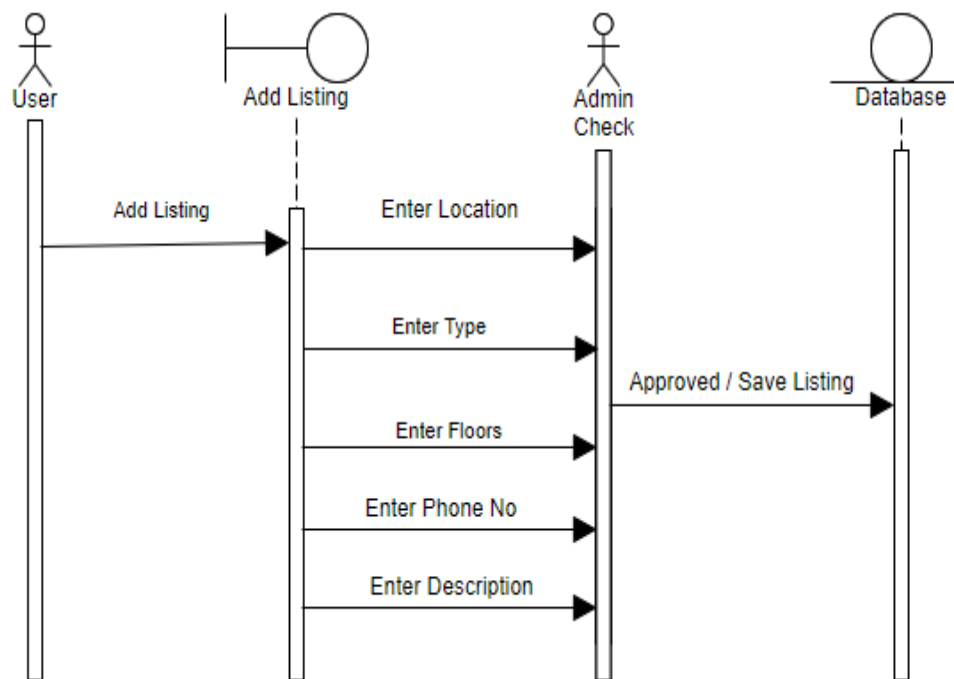 User
Add Listing
Admin
Check
Database
Add Listing
Enter Location
Enter Type
Approved / Save Listing
Enter Floors
Enter Phone No
Enter Description